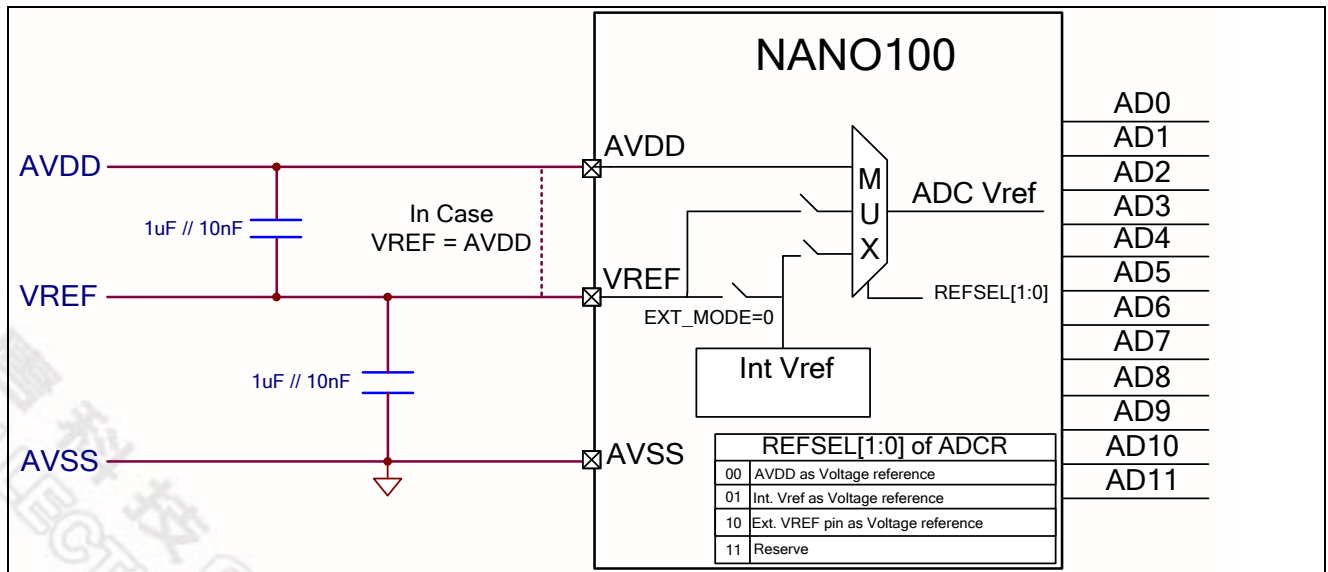 NANO100
AVDD
AVDD
1uF // 10nF
In Case
VREF = AVDD
VREF
VREF
EXT_MODE=0
M
U
X
ADC Vref
REFSEL[1:0]
Int Vref
1uF // 10nF
AVSS
AVSS
REFSEL[1:0] of ADCR
00 AVDD as Voltage reference
01 Int. Vref as Voltage reference
10 Ext. VREF pin as Voltage reference
11 Reserve
AD0
AD1
AD2
AD3
AD4
AD5
AD6
AD7
AD8
AD9
AD10
AD11
科技